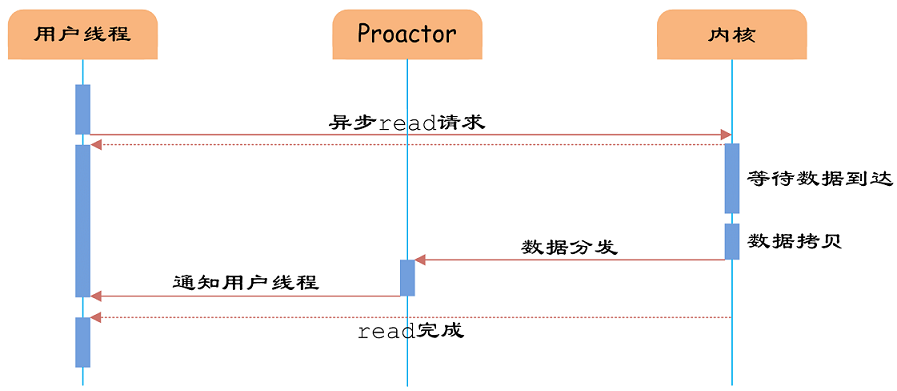 用户线程
Proactor
内核
异步read请求
等待数据到达
数据拷贝
数据分发
通知用户线程
read完成